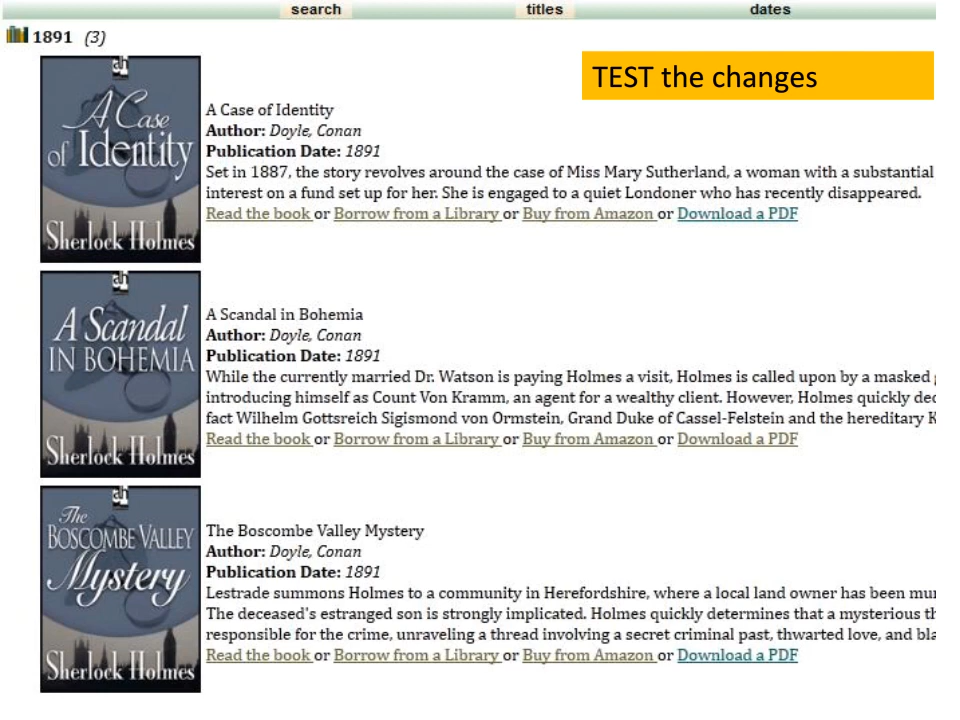 search titles dates
1891 (3)
TEST the changes
ah
A Case
of Identity
Sherlock Holmes
A Case of Identity
Author: Doyle, Conan
Publication Date: 1891
Set in 1887, the story revolves around the case of Miss Mary Sutherland, a woman with a substantial
interest on a fund set up for her. She is engaged to a quiet Londoner who has recently disappeared.
Read the book or Borrow from a Library or Buy from Amazon or Download a PDF
ah
A Scandal
IN BOHEMIA
Sherlock Holmes
A Scandal in Bohemia
Author: Doyle, Conan
Publication Date: 1891
While the currently married Dr. Watson is paying Holmes a visit, Holmes is called upon by a masked
introducing himself as Count Von Kramm, an agent for a wealthy client. However, Holmes quickly
fact Wilhelm Gottsreich Sigismond von Ormstein, Grand Duke of Cassel-Felstein and the hereditary
Read the book or Borrow from a Library or Buy from Amazon or Download a PDF
ah
The
BOSCOMBE VALLEY
Mystery
Sherlock Holmes
The Boscombe Valley Mystery
Author: Doyle, Conan
Publication Date: 1891
Lestrade summons Holmes to a community in Herefordshire, where a local land owner has been
The deceased's estranged son is strongly implicated. Holmes quickly determines that a mysterious
responsible for the crime, unraveling a thread involving a secret criminal past, thwarted love, and
Read the book or Borrow from a Library or Buy from Amazon or Download a PDF